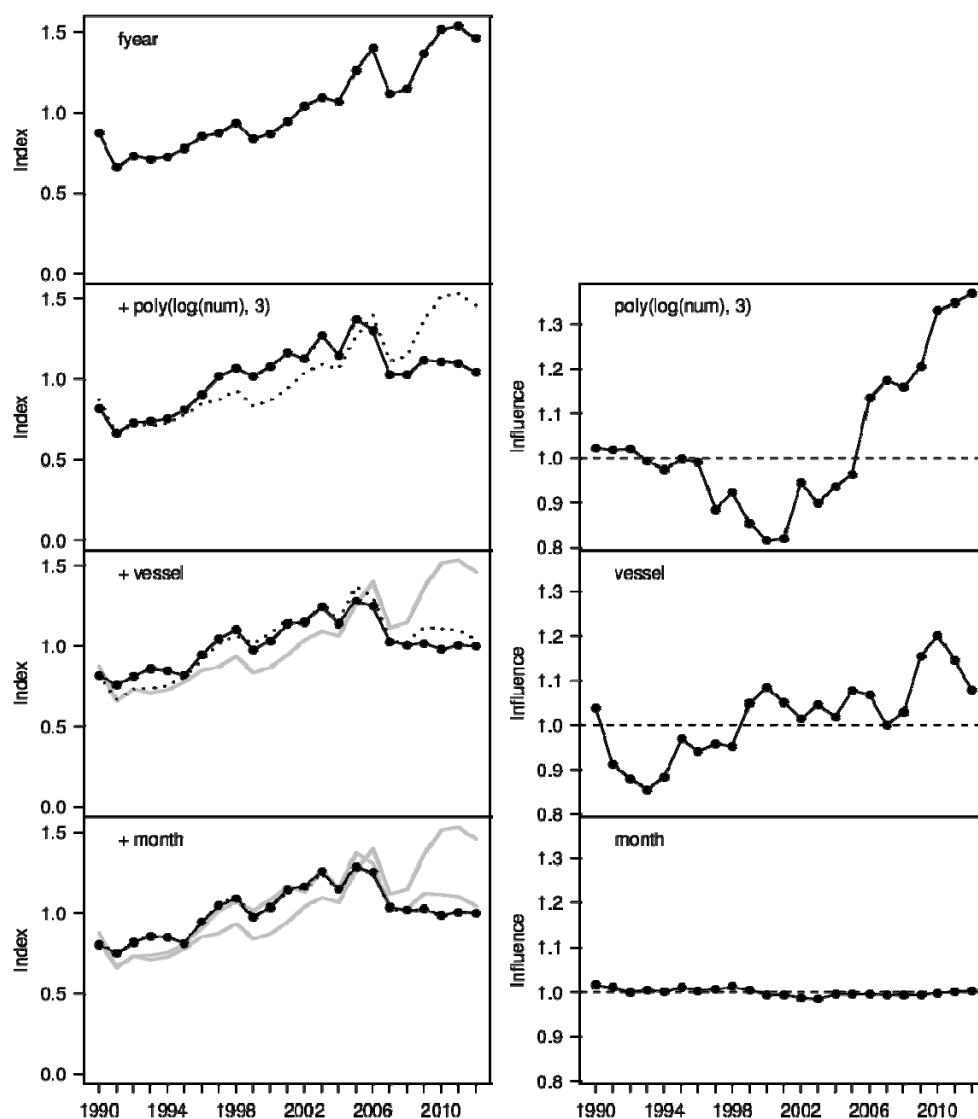 fyear
1.5
1.0
0.5
0.0
Index
+ poly(log(num), 3)
1.5
1.0
0.5
0.0
Index
poly(log(num), 3)
1.3
1.2
1.1
1.0
0.9
0.8
Influence
+ vessel
1.5
1.0
0.5
0.0
Index
vessel
1.3
1.2
1.1
1.0
0.9
0.8
Influence
+ month
1.5
1.0
0.5
0.0
Index
month
1.3
1.2
1.1
1.0
0.9
0.8
Influence
1990 1994 1998 2002 2006 2010
1990 1994 1998 2002 2006 2010